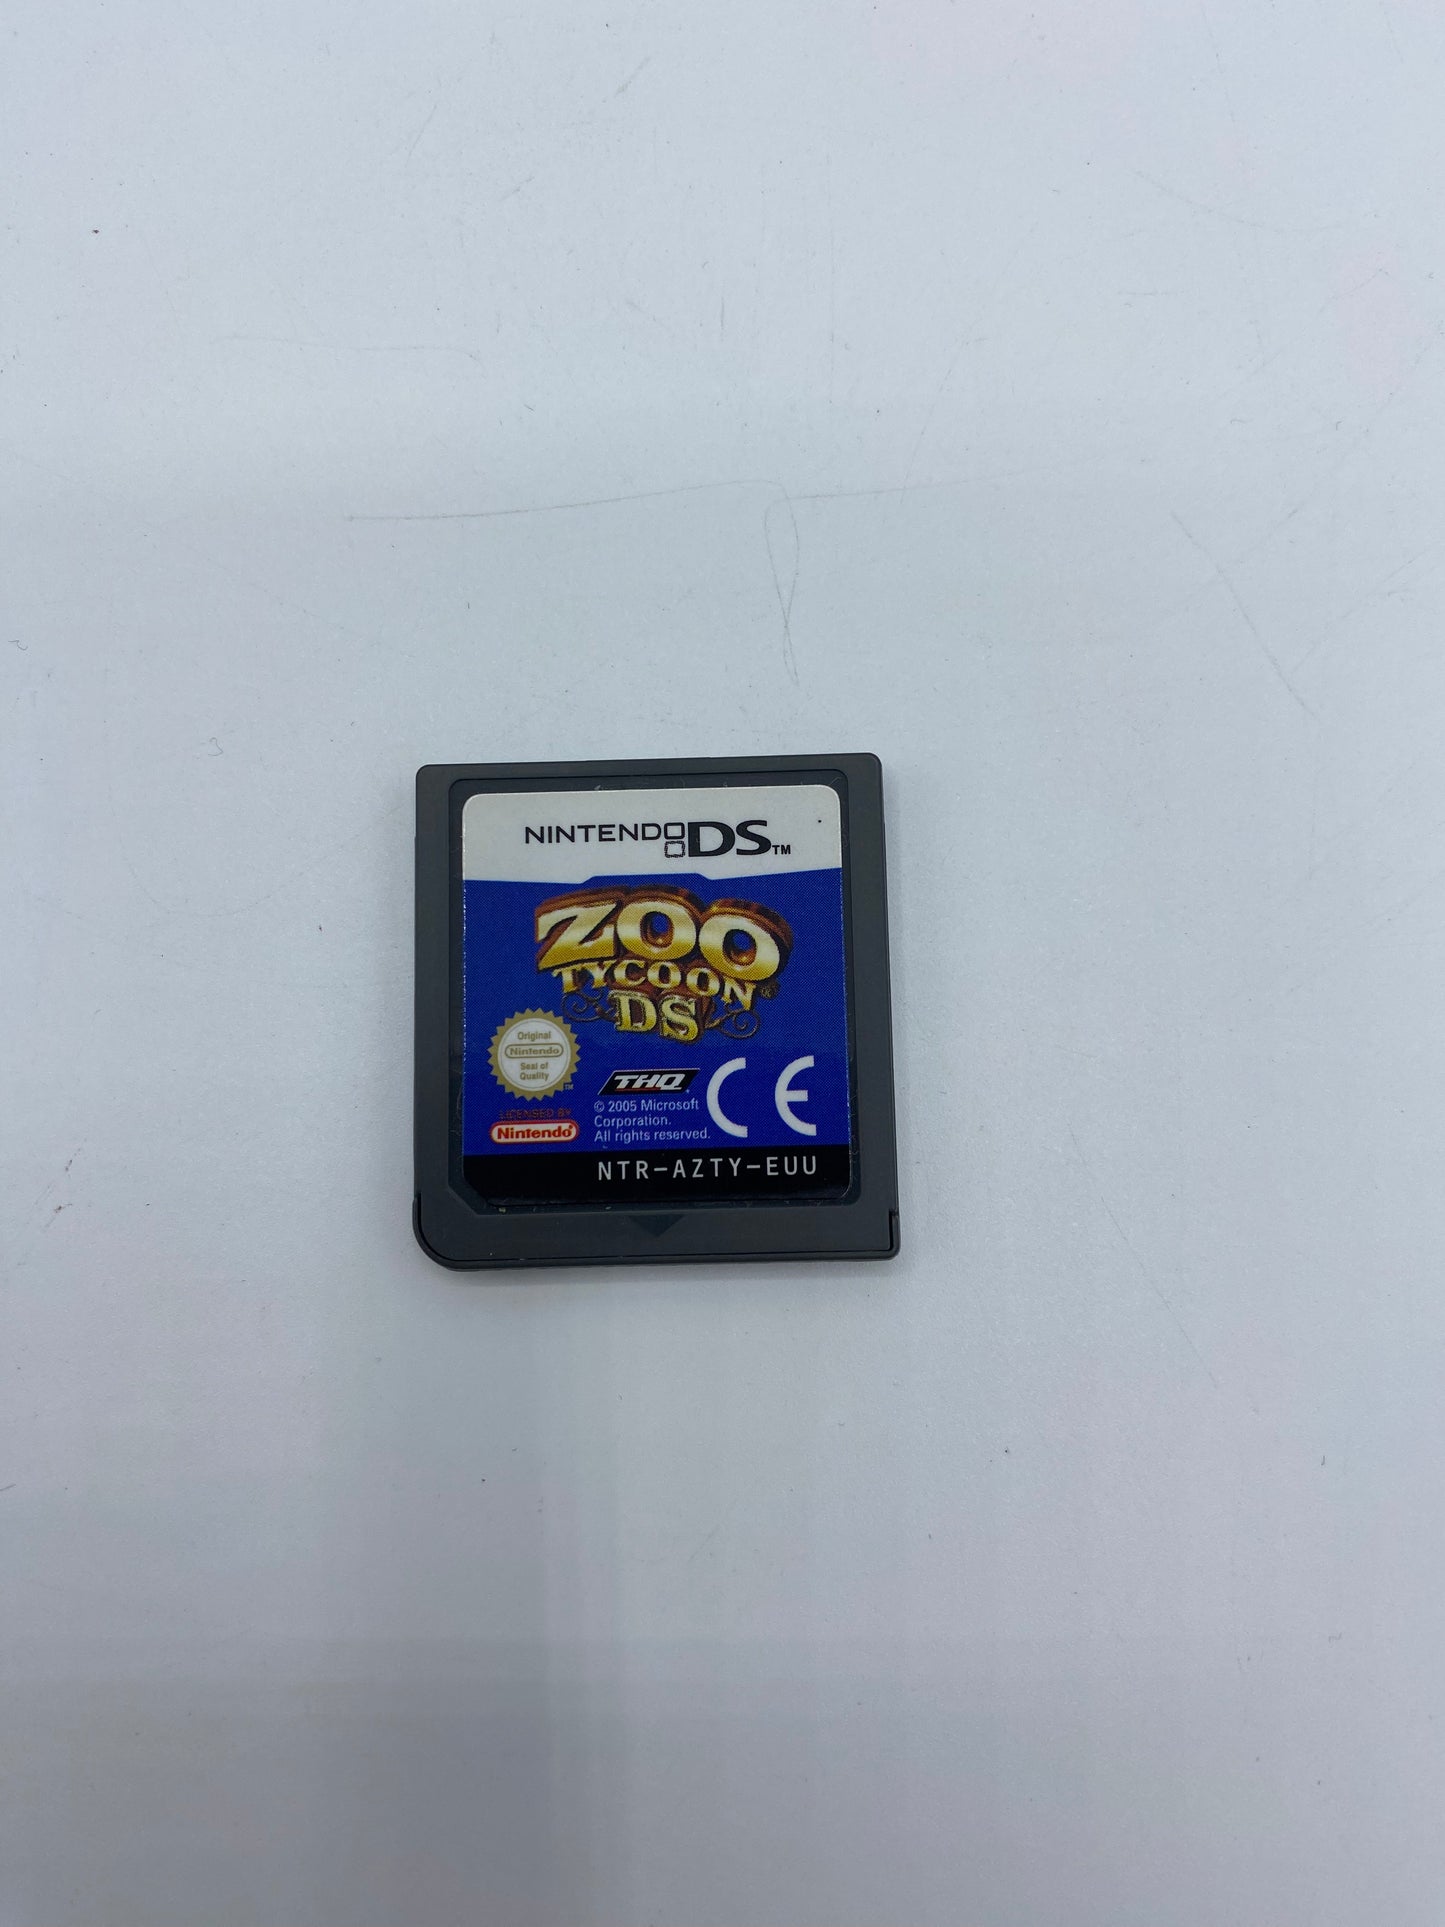 NINTENDO DS™
ZOO
TYCOON®
DS
Original
Nintendo
Seal of
Quality
TM
LICENSED BY
Nintendo®
THQ
© 2005 Microsoft
Corporation.
All rights reserved.
CE
NTR-AZTY-EUU